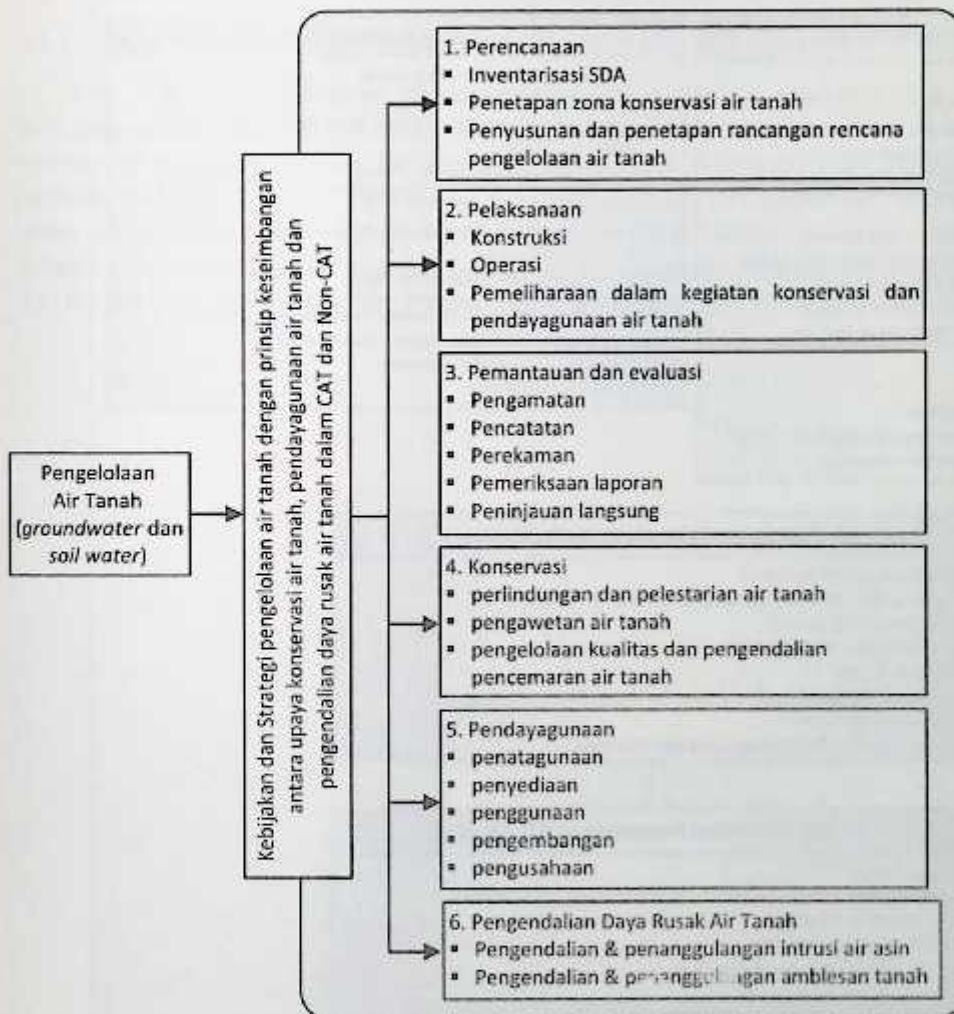 Pengelolaan
Air Tanah
(groundwater dan
soil water)
Kebijakan dan Strategi pengelolaan air tanah dengan prinsip keseimbangan
antara upaya konservasi air tanah, pendayagunaan air tanah dan
pengendalian daya rusak air tanah dalam CAT dan Non-CAT
1. Perencanaan
▪ Inventarisasi SDA
▪ Penetapan zona konservasi air tanah
▪ Penyusunan dan penetapan rancangan rencana
pengelolaan air tanah
2. Pelaksanaan
▪ Konstruksi
▪ Operasi
▪ Pemeliharaan dalam kegiatan konservasi dan
pendayagunaan air tanah
3. Pemantauan dan evaluasi
▪ Pengamatan
▪ Pencatatan
▪ Perekaman
▪ Pemeriksaan laporan
▪ Peninjauan langsung
4. Konservasi
▪ perlindungan dan pelestarian air tanah
▪ pengawetan air tanah
▪ pengelolaan kualitas dan pengendalian
pencemaran air tanah
5. Pendayagunaan
▪ penatagunaan
▪ penyediaan
▪ penggunaan
▪ pengembangan
▪ pengusahaan
6. Pengendalian Daya Rusak Air Tanah
▪ Pengendalian & penanggulangan intrusi air asin
▪ Pengendalian & penanggulangan amblesan tanah